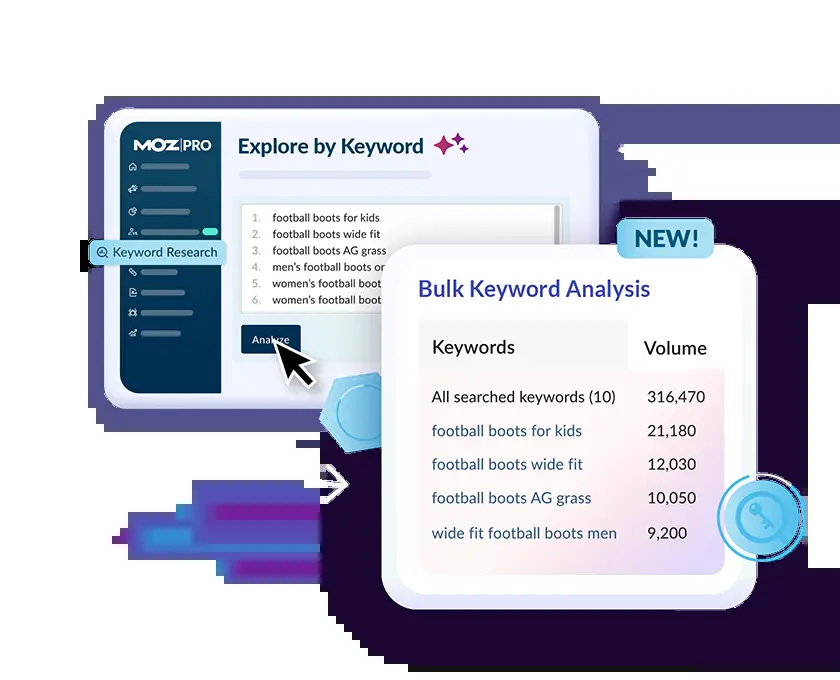 MOZ|PRO
Explore by Keyword
1. football boots for kids
2. football boots wide fit
3. football boots AG grass
4. men's football boots
5. women's football
6. women's football
Keyword Research
Analyze
NEW!
Bulk Keyword Analysis
Keywords Volume
All searched keywords (10) 316,470
football boots for kids 21,180
football boots wide fit 12,030
football boots AG grass 10,050
wide fit football boots men 9,200